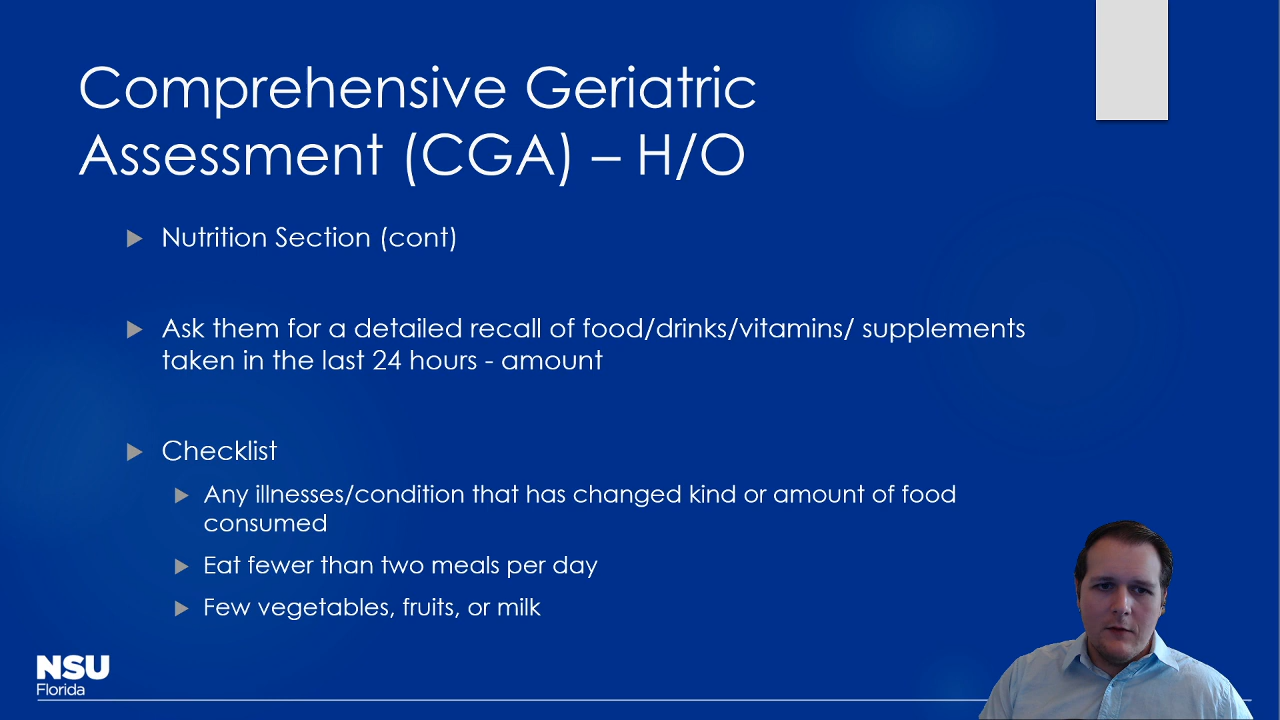 Comprehensive Geriatric
Assessment (CGA) – H/O
Nutrition Section (cont)
Ask them for a detailed recall of food/drinks/vitamins/ supplements
taken in the last 24 hours - amount
Checklist
Any illnesses/condition that has changed kind or amount of food
consumed
Eat fewer than two meals per day
Few vegetables, fruits, or milk
NSU
Florida